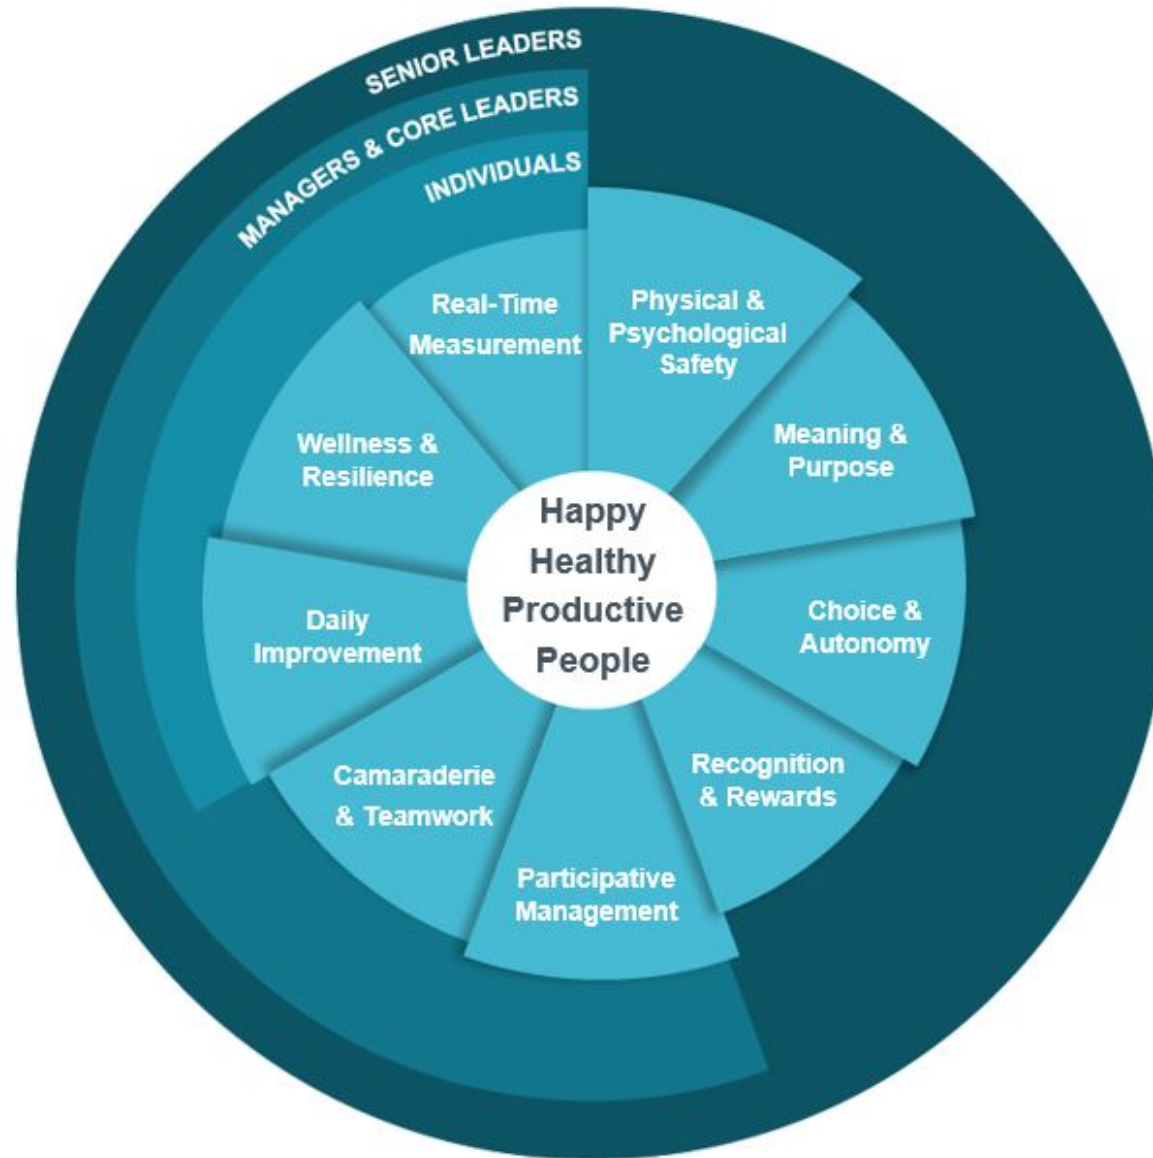 SENIOR LEADERS
MANAGERS & CORE LEADERS
INDIVIDUALS
Real-Time
Measurement
Physical &
Psychological
Safety
Meaning &
Purpose
Choice &
Autonomy
Recognition
& Rewards
Participative
Management
Camaraderie
& Teamwork
Daily
Improvement
Wellness &
Resilience
Happy
Healthy
Productive
People